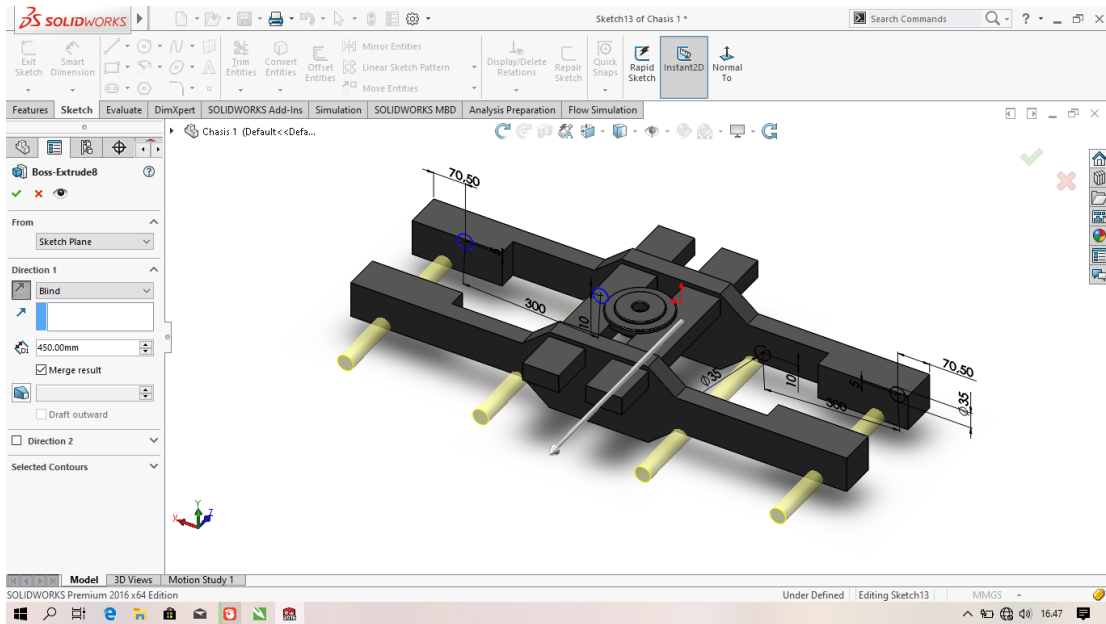 SOLIDWORKS
Sketch13 of Chasis 1 *
Search Commands
?
Exit Sketch
Smart Dimension
Trim Entities
Convert Entities
Offset Entities
Mirror Entities
Linear Sketch Pattern
Move Entities
Display/Delete Relations
Repair Sketch
Quick Snaps
Rapid Sketch
Instant2D
Normal To
Features Sketch Evaluate DimXpert SOLIDWORKS Add-Ins Simulation SOLIDWORKS MBD Analysis Preparation Flow Simulation
Chasis 1 (Default<<Defa...
Boss-Extrude8
From
Sketch Plane
Direction 1
Blind
D1
450.00mm
Merge result
Draft outward
Direction 2
Selected Contours
70,50
5
300
10
Ø35
10
300
5
70,50
Ø35
Y
X
Z
Model 3D Views Motion Study 1
SOLIDWORKS Premium 2016 x64 Edition
Under Defined Editing Sketch13 MMGS
16.47